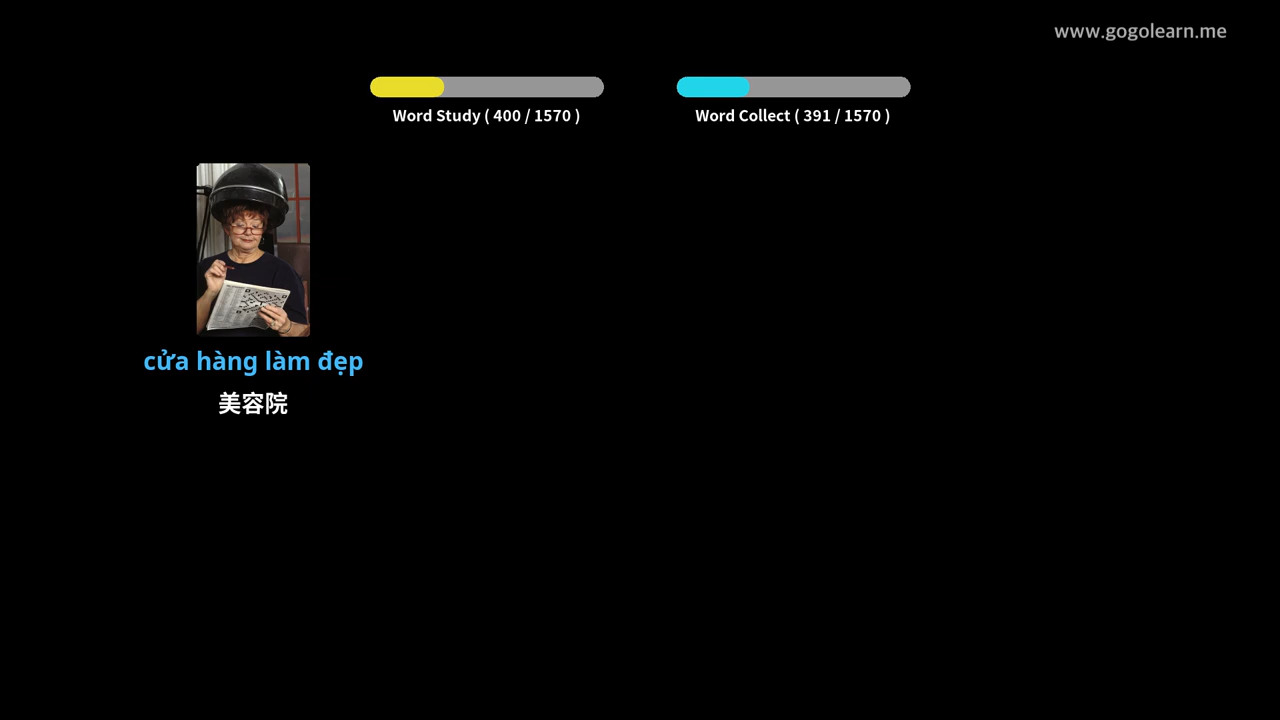 www.gogolearn.me
Word Study ( 400 / 1570 )
Word Collect ( 391 / 1570 )
cửa hàng làm đẹp
美容院